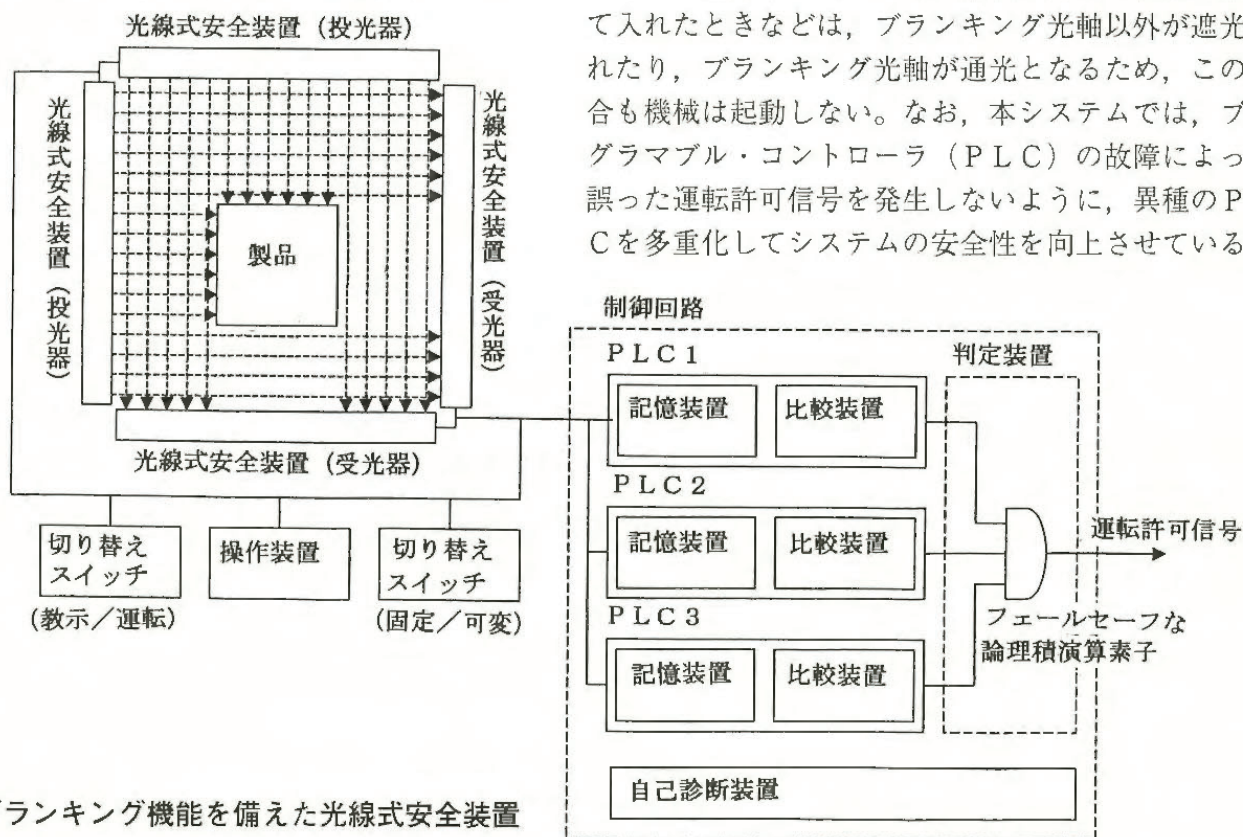 て入れたときなどは，ブランキング光軸以外が遮光
れたり，ブランキング光軸が通光となるため，この
合も機械は起動しない。なお，本システムでは，プ
グラマブル・コントローラ（ＰＬＣ）の故障によっ
誤った運転許可信号を発生しないように，異種のＰ
Ｃを多重化してシステムの安全性を向上させている
光線式安全装置（投光器）
光線式安全装置（投光器）
光線式安全装置（受光器）
製品
光線式安全装置（受光器）
切り替え
スイッチ
(教示／運転)
操作装置
切り替え
スイッチ
(固定／可変)
制御回路
ＰＬＣ１
記憶装置
比較装置
判定装置
ＰＬＣ２
記憶装置
比較装置
運転許可信号
ＰＬＣ３
フェールセーフな
論理積演算素子
記憶装置
比較装置
自己診断装置
ブランキング機能を備えた光線式安全装置